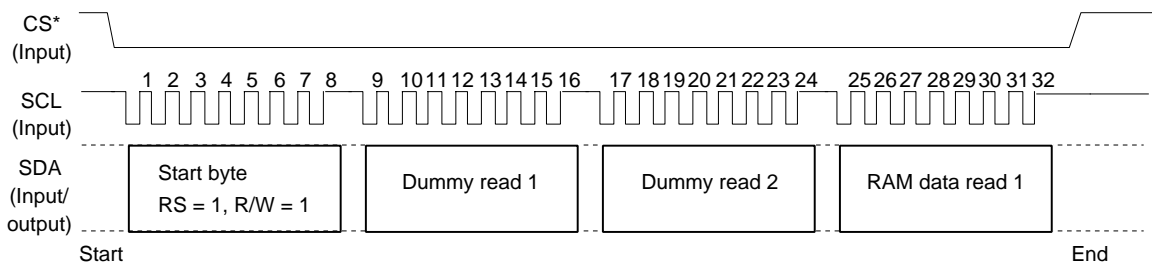 CS*
(Input)
1 2 3 4 5 6 7 8 9 10 11 12 13 14 15 16 17 18 19 20 21 22 23 24 25 26 27 28 29 30 31 32
SCL
(Input)
SDA
(Input/
output)
Start byte
RS = 1, R/W = 1
Dummy read 1
Dummy read 2
RAM data read 1
Start
End